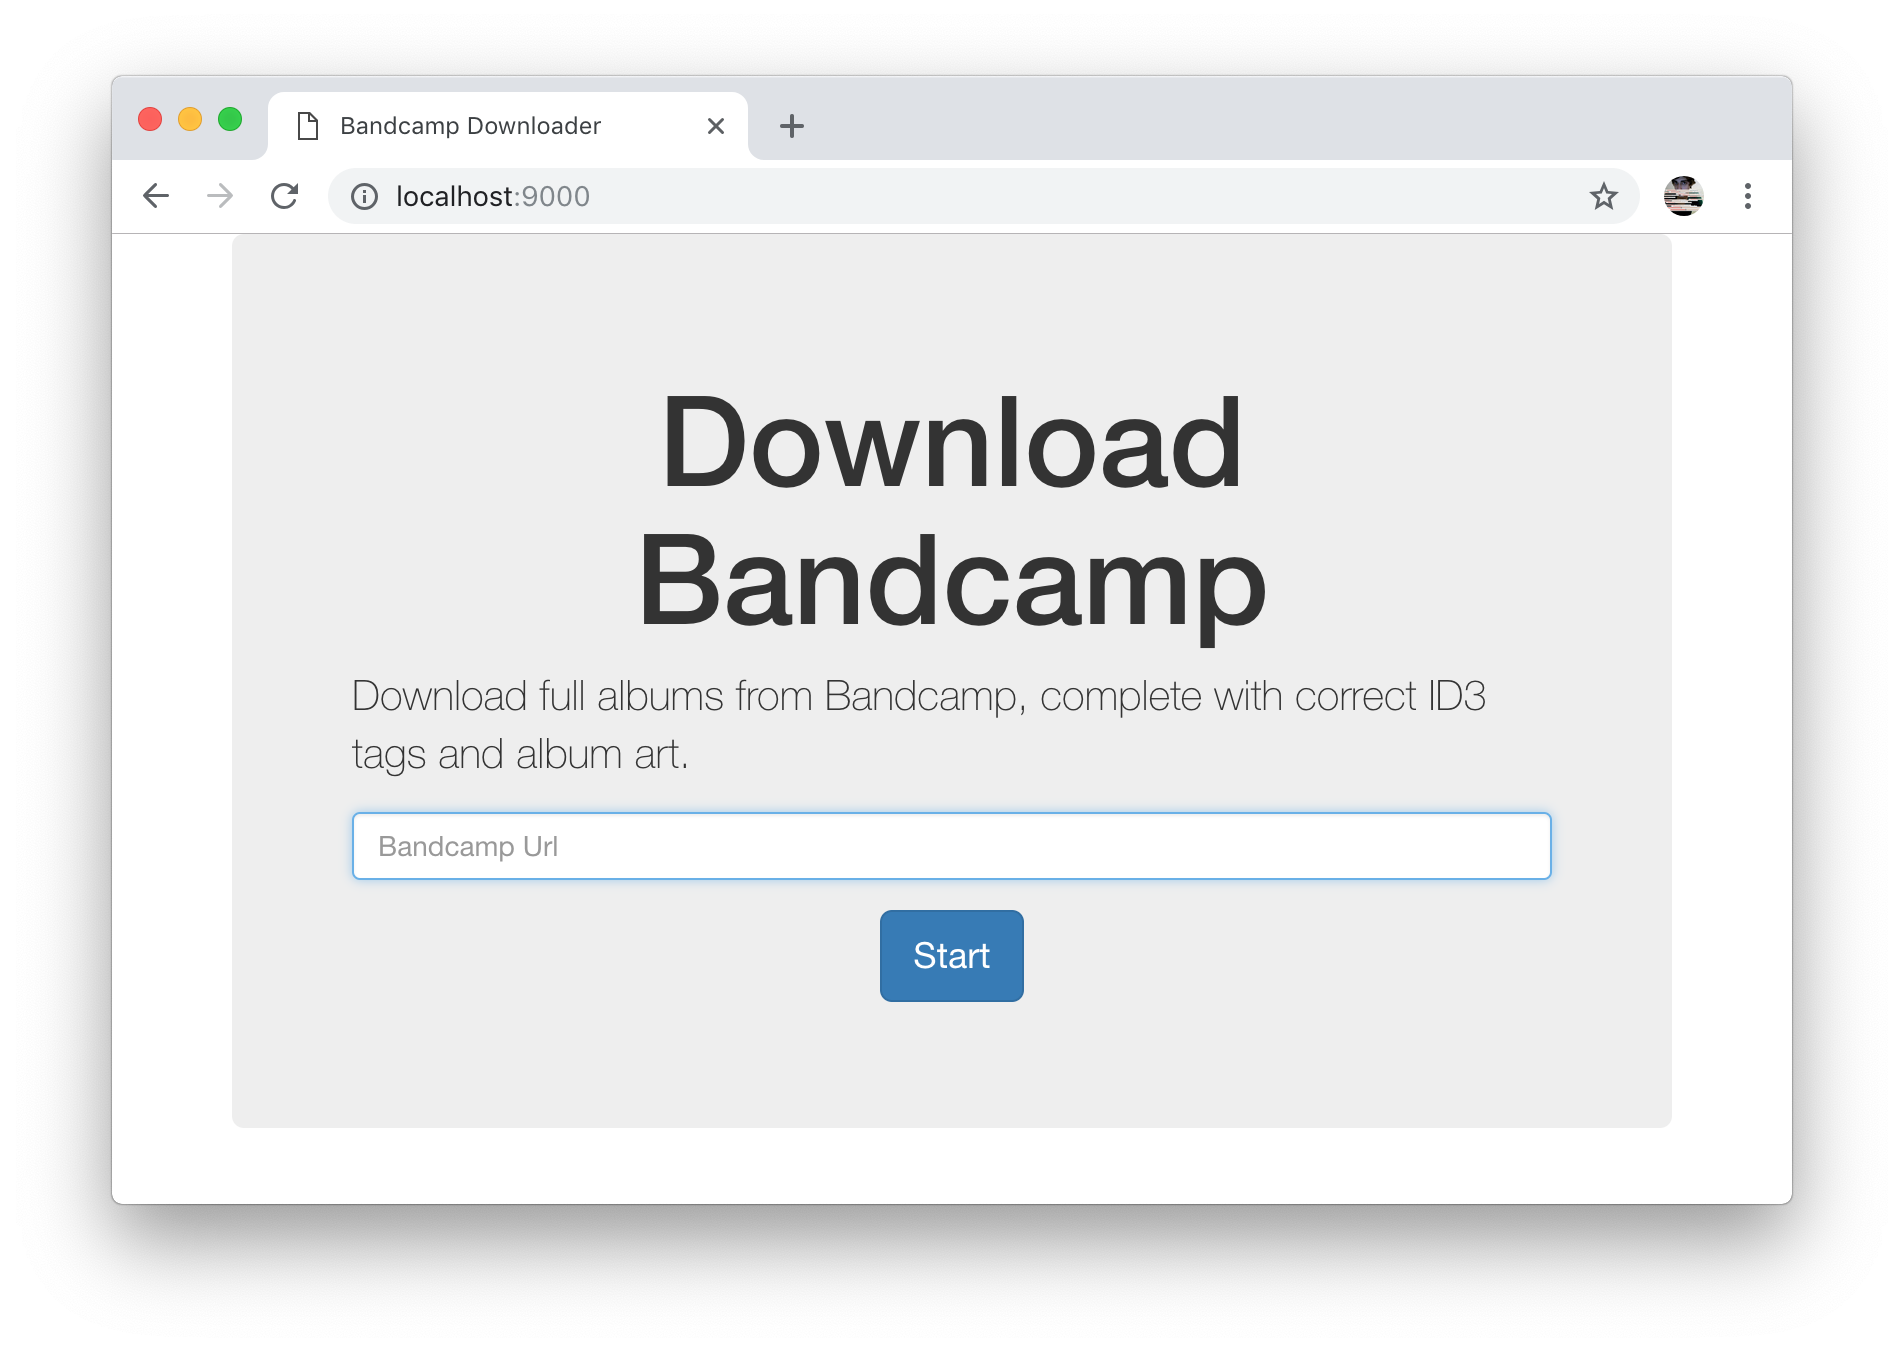 Bandcamp Downloader
localhost:9000
Download
Bandcamp
Download full albums from Bandcamp, complete with correct ID3
tags and album art.
Bandcamp Url
Start